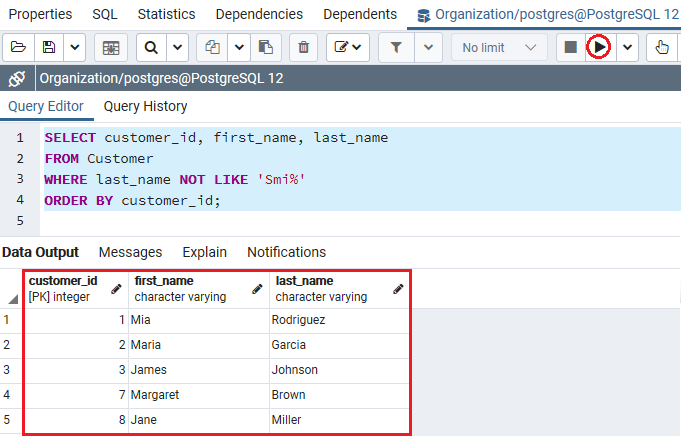 Properties SQL Statistics Dependencies Dependents Organization/postgres@PostgreSQL 12
No limit
Organization/postgres@PostgreSQL 12
Query Editor Query History
1 SELECT customer_id, first_name, last_name
2 FROM Customer
3 WHERE last_name NOT LIKE 'Smi%'
4 ORDER BY customer_id;
5
Data Output Messages Explain Notifications
customer_id first_name last_name
[PK] integer character varying character varying
1 1 Mia Rodriguez
2 2 Maria Garcia
3 3 James Johnson
4 7 Margaret Brown
5 8 Jane Miller